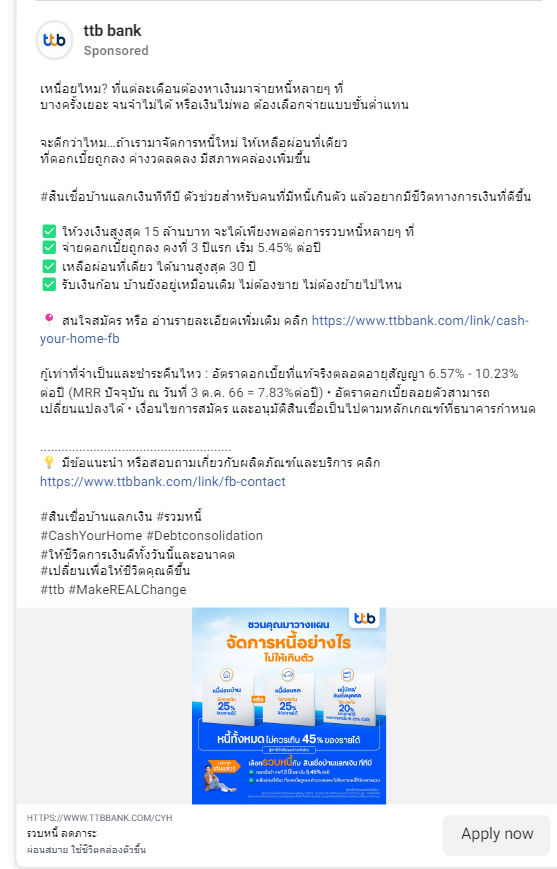 ttb
ttb bank
Sponsored
เหนื่อยไหม? ที่แต่ละเดือนต้องหาเงินมาจ่ายหนี้หลายๆ ที่
บางครั้งเยอะ จนจำไม่ได้ หรือเงินไม่พอ ต้องเลือกจ่ายแบบขั้นต่ำแทน
จะดีกว่าไหม...ถ้าเรามาจัดการหนี้ใหม่ ให้เหลือผ่อนที่เดียว
ที่ดอกเบี้ยถูกลง ค่างวดลดลง มีสภาพคล่องเพิ่มขึ้น
#สินเชื่อบ้านแลกเงินทีทีบี ตัวช่วยสำหรับคนที่มีหนี้เกินตัว แล้วอยากมีชีวิตทางการเงินที่ดีขึ้น
✅ ให้วงเงินสูงสุด 15 ล้านบาท จะได้เพียงพอต่อการรวบหนี้หลายๆ ที่
✅ จ่ายดอกเบี้ยถูกลง คงที่ 3 ปีแรก เริ่ม 5.45% ต่อปี
✅ เหลือผ่อนที่เดียว ได้นานสูงสุด 30 ปี
✅ รับเงินก้อน บ้านยังอยู่เหมือนเดิม ไม่ต้องขาย ไม่ต้องย้ายไปไหน
📍 สนใจสมัคร หรือ อ่านรายละเอียดเพิ่มเติม คลิก https://www.ttbbank.com/link/cash-
your-home-fb
กู้เท่าที่จำเป็นและชำระคืนไหว : อัตราดอกเบี้ยที่แท้จริงตลอดอายุสัญญา 6.57% - 10.23%
ต่อปี (MRR ปัจจุบัน ณ วันที่ 3 ต.ค. 66 = 7.83%ต่อปี) • อัตราดอกเบี้ยลอยตัวสามารถ
เปลี่ยนแปลงได้ • เงื่อนไขการสมัคร และอนุมัติสินเชื่อเป็นไปตามหลักเกณฑ์ที่ธนาคารกำหนด
......................................................
💡 มีข้อแนะนำ หรือสอบถามเกี่ยวกับผลิตภัณฑ์และบริการ คลิก
https://www.ttbbank.com/link/fb-contact
#สินเชื่อบ้านแลกเงิน #รวมหนี้
#CashYourHome #Debtconsolidation
#ให้ชีวิตการเงินดีทั้งวันนี้และอนาคต
#เปลี่ยนเพื่อให้ชีวิตคุณดีขึ้น
#ttb #MakeREALChange
ttb
ชวนคุณมาวางแผน
จัดการหนี้อย่างไร
ไม่ให้เกินตัว
หนี้ผ่อนบ้าน
ไม่ควรเกิน
25%
ของรายได้
หรือ
หนี้ผ่อนรถ
ไม่ควรเกิน
25%
ของรายได้
หนี้บัตร/
สินเชื่อบุคคล
ไม่ควรเกิน
20%
หนี้ทั้งหมด ไม่ควรเกิน 45% ของรายได้
เลือกรวบหนี้กับ สินเชื่อบ้านแลกเงิน ทีทีบี
HTTPS://WWW.TTBBANK.COM/CYH
รวบหนี้ ลดภาระ
ผ่อนสบาย ใช้ชีวิตคล่องตัวขึ้น
Apply now